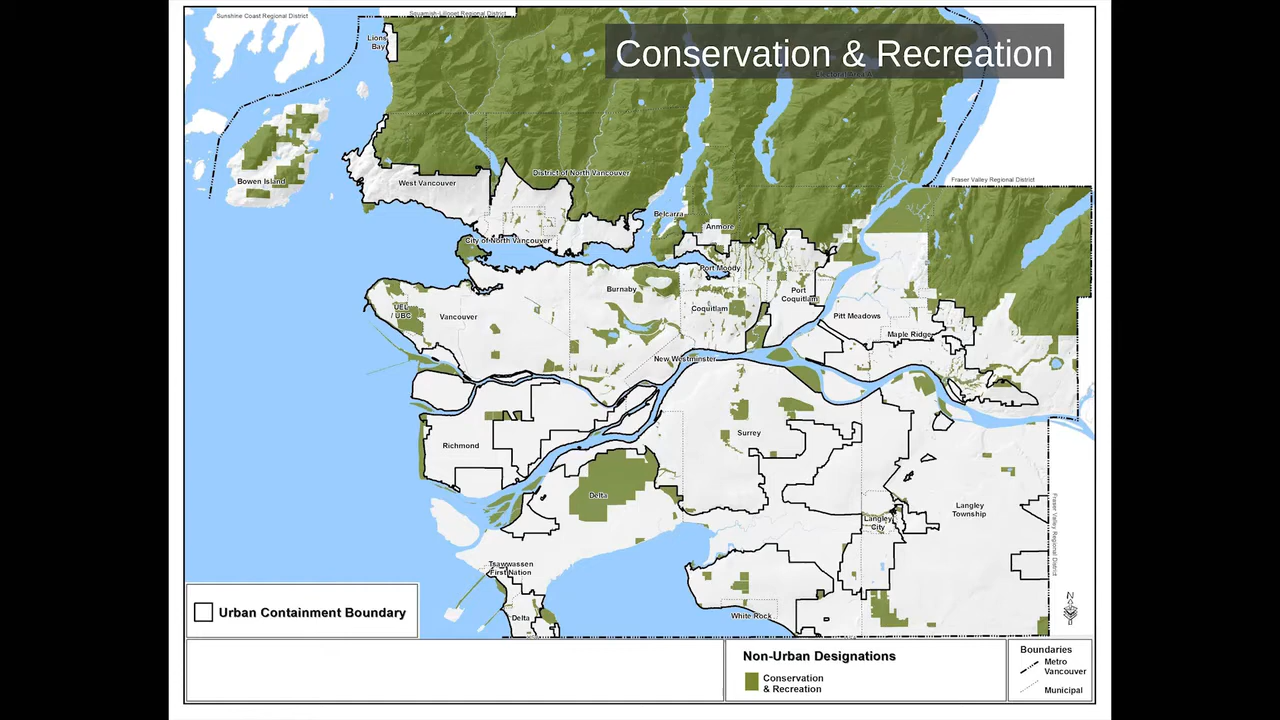 Sunshine Coast Regional District
Squamish-Lillooet Regional District
Conservation & Recreation
Lions
Bay
Electoral Area A
Fraser Valley Regional District
Bowen Island
West Vancouver
District of North Vancouver
Belcarra
Anmore
City of North Vancouver
Port Moody
UEL
/ UBC
Vancouver
Burnaby
Coquitlam
Port
Coquitlam
Pitt Meadows
Maple Ridge
New Westminster
Richmond
Surrey
Delta
Langley
City
Langley
Township
Fraser Valley Regional District
Tsawwassen
First Nation
Delta
White Rock
N
Urban Containment Boundary
Non-Urban Designations
Conservation
& Recreation
Boundaries
Metro
Vancouver
Municipal